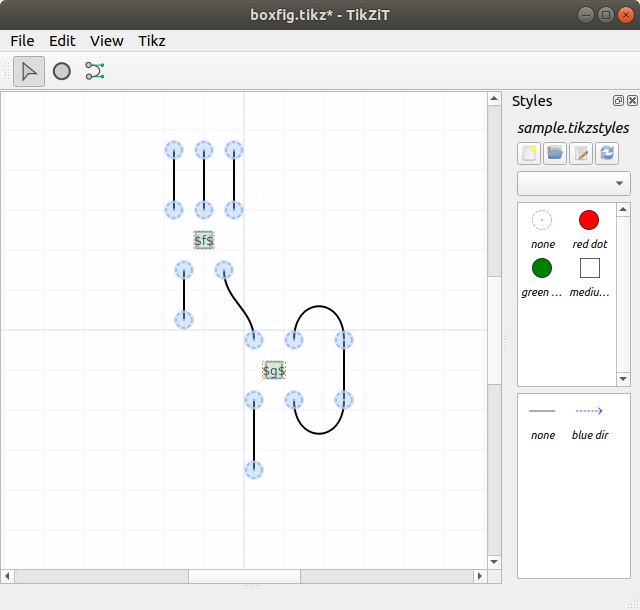 boxfig.tikz* - TikZiT
File Edit View Tikz
Styles
sample.tikzstyles
none red dot
green ... mediu...
none blue dir
$f$
$g$